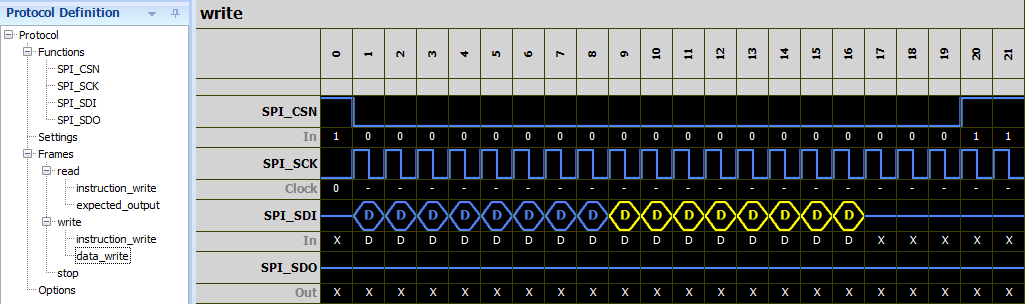 Protocol Definition
Protocol
Functions
SPI_CSN
SPI_SCK
SPI_SDI
SPI_SDO
Settings
Frames
read
instruction_write
expected_output
write
instruction_write
data_write
stop
Options
write
0 1 2 3 4 5 6 7 8 9 10 11 12 13 14 15 16 17 18 19 20 21
SPI_CSN
In 1 0 0 0 0 0 0 0 0 0 0 0 0 0 0 0 0 0 0 0 1 1
SPI_SCK
Clock 0 - - - - - - - - - - - - - - - - - - - - -
SPI_SDI D D D D D D D D D D D D D D D D
In X D D D D D D D D D D D D D D D D X X X X X
SPI_SDO
Out X X X X X X X X X X X X X X X X X X X X X X